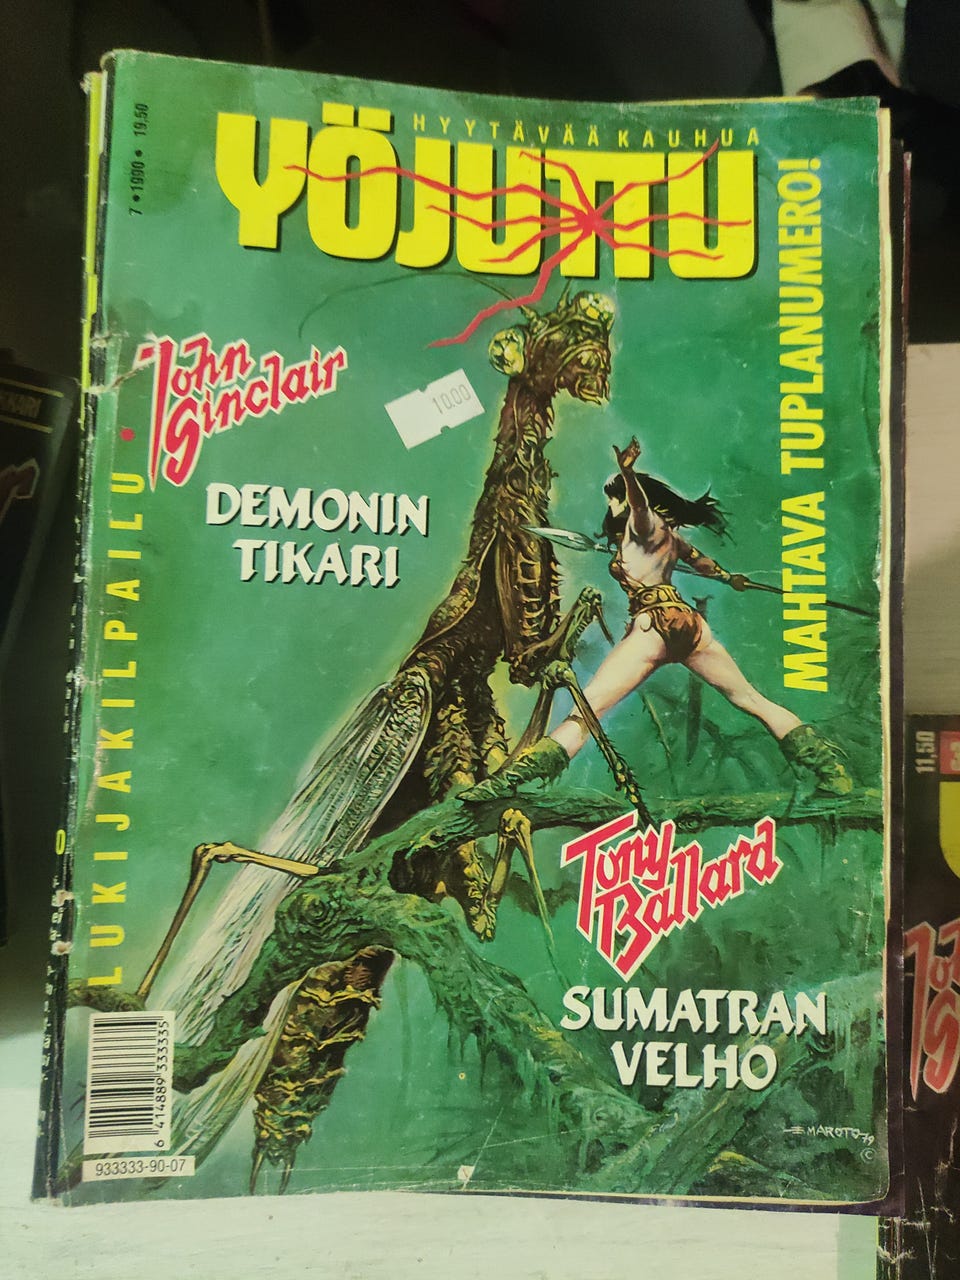 7 • 1990 • 19,50
HYYTÄVÄÄ KAUHUA
YÖJUTTU
MAHTAVA TUPLANUMERO!
John
Sinclair
10.00
DEMONIN
TIKARI
LUKIJAKILPAILU •
Tony
Ballard
SUMATRAN
VELHO
E MAROTO 79
©
6 414889 333335
933333-90-07
11,50